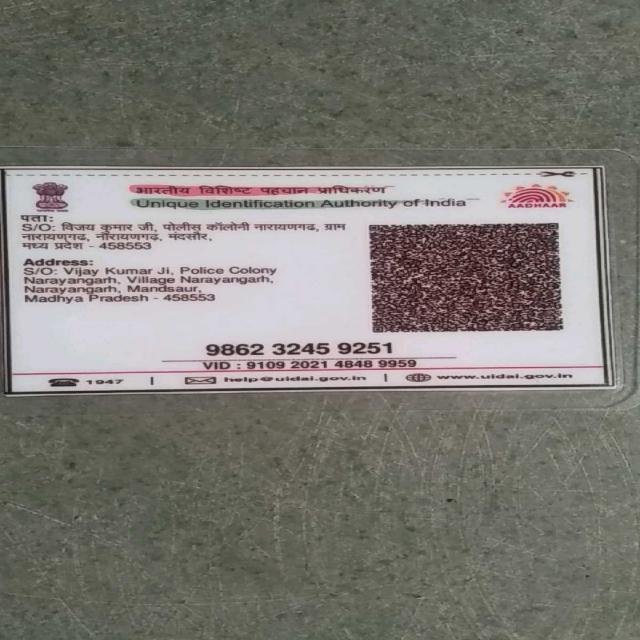 भारतीय विशिष्ट पहचान प्राधिकरण
Unique Identification Authority of India
AADHAAR
पता:
S/O: विजय कुमार जी, पोलीस कॉलोनी नारायणगढ, ग्राम
नारायणगढ, नारायणगढ, मंदसौर,
मध्य प्रदेश - 458553
Address:
S/O: Vijay Kumar Ji, Police Colony
Narayangarh, Village Narayangarh,
Narayangarh, Mandsaur,
Madhya Pradesh - 458553
9862 3245 9251
VID : 9109 2021 4848 9959
1947 | help@uidai.gov.in | www.uidai.gov.in